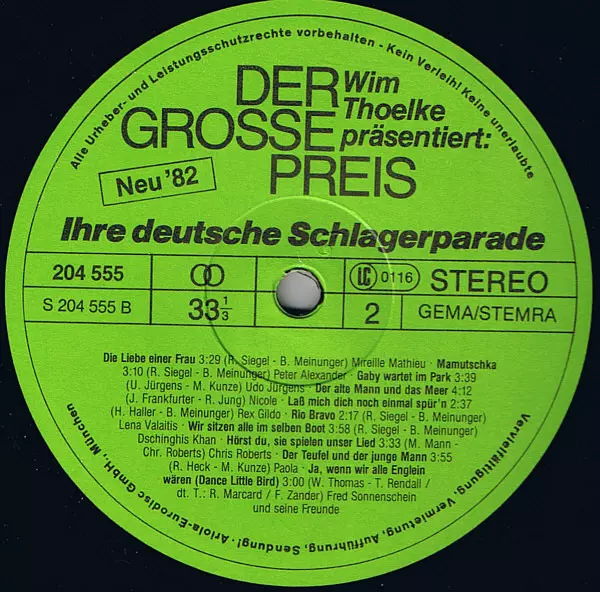 Alle Urheber- und Leistungsschutzrechte vorbehalten - Kein Verleih! Keine unerlaubte
Vervielfältigung, Vermietung, Aufführung, Sendung! · Ariola-Eurodisc GmbH, München
DER
GROSSE
PREIS
Wim
Thoelke
präsentiert:
Neu '82
Ihre deutsche Schlagerparade
204 555
LC 0116
STEREO
S 204 555 B
33 1/3
2
GEMA/STEMRA
Die Liebe einer Frau 3:29 (R. Siegel - B. Meinunger) Mireille Mathieu · Mamutschka
3:10 (R. Siegel - B. Meinunger) Peter Alexander · Gaby wartet im Park 3:39
(U. Jürgens - M. Kunze) Udo Jürgens · Der alte Mann und das Meer 4:12
(J. Frankfurter - R. Jung) Nicole · Laß mich dich noch einmal spür'n 2:37
(H. Haller - B. Meinunger) Rex Gildo · Rio Bravo 2:17 (R. Siegel - B. Meinunger)
Lena Valaitis · Wir sitzen alle im selben Boot 3:58 (R. Siegel - B. Meinunger)
Dschinghis Khan · Hörst du, sie spielen unser Lied 3:33 (M. Mann -
Chr. Roberts) Chris Roberts · Der Teufel und der junge Mann 3:55
(R. Heck - M. Kunze) Paola · Ja, wenn wir alle Englein
wären (Dance Little Bird) 3:00 (W. Thomas - T. Rendall /
dt. T.: R. Marcard / F. Zander) Fred Sonnenschein
und seine Freunde